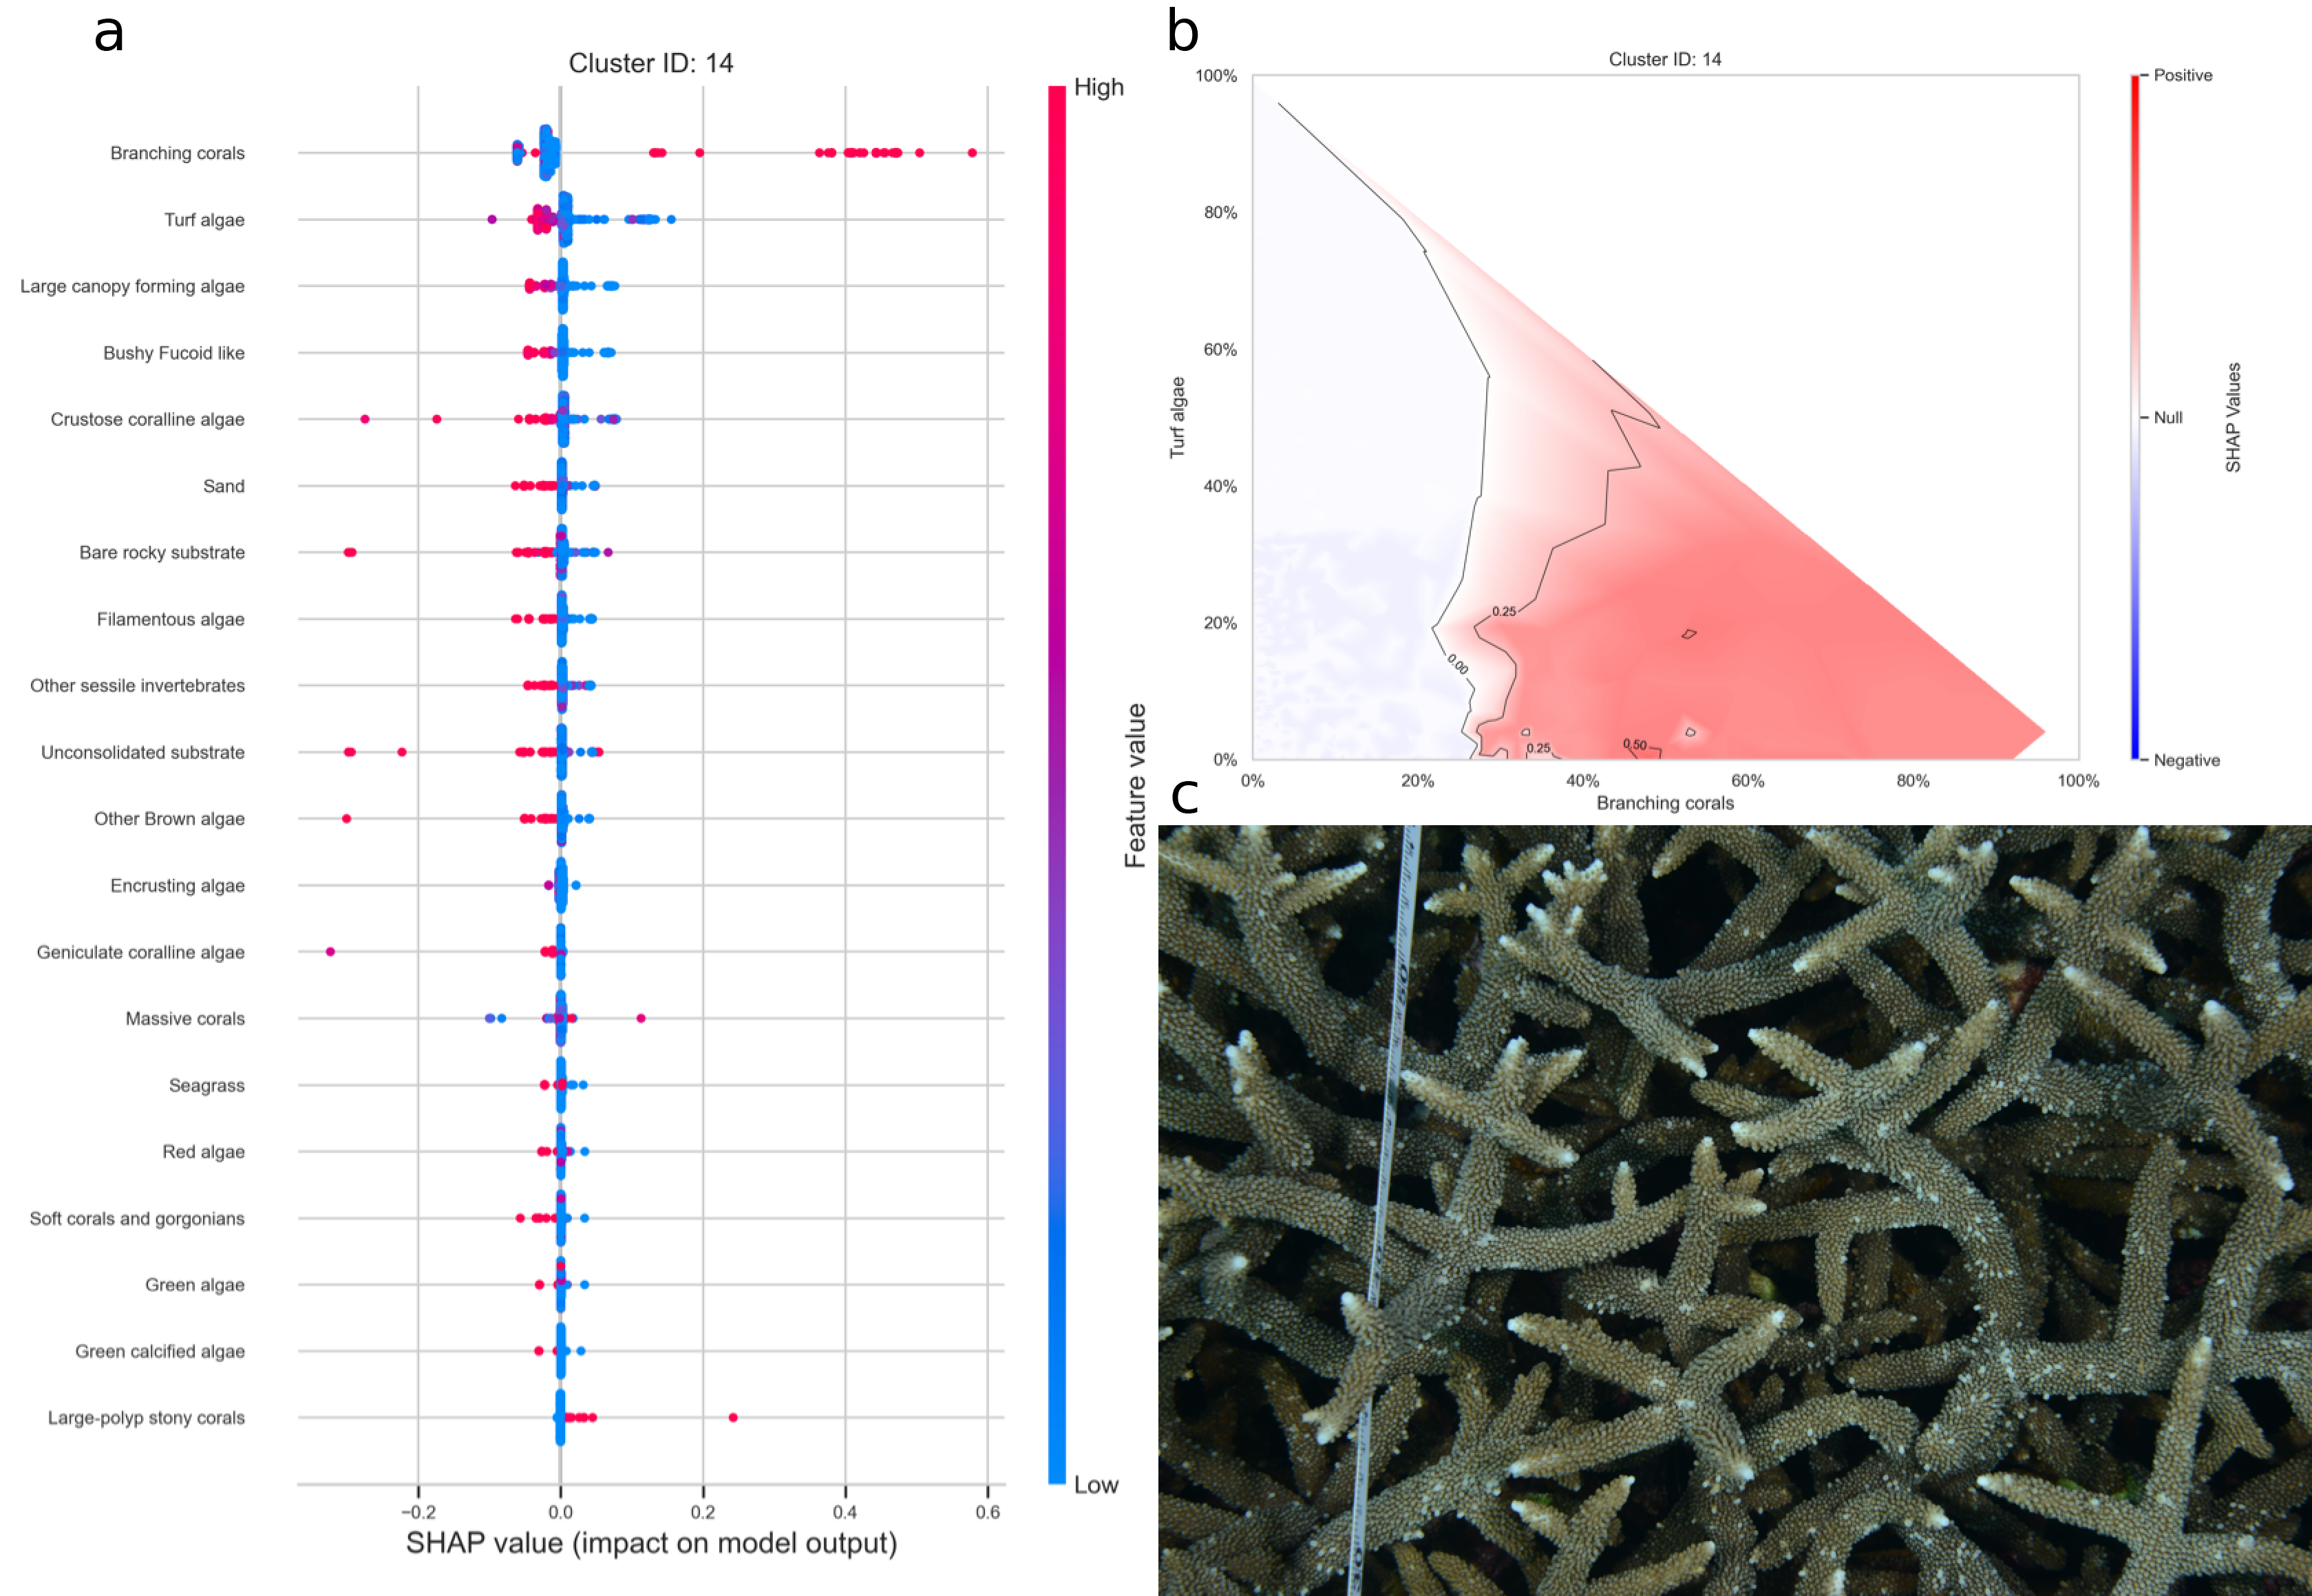 a
Cluster ID: 14
High
Branching corals
Turf algae
Large canopy forming algae
Bushy Fucoid like
Crustose coralline algae
Sand
Bare rocky substrate
Filamentous algae
Other sessile invertebrates
Unconsolidated substrate
Other Brown algae
Encrusting algae
Geniculate coralline algae
Massive corals
Seagrass
Red algae
Soft corals and gorgonians
Green algae
Green calcified algae
Large-polyp stony corals
Low
Feature value
−0.2 0.0 0.2 0.4 0.6
SHAP value (impact on model output)
b
Cluster ID: 14
100%
80%
60%
40%
20%
0%
Turf algae
0.25
0.00
0.25
0.50
0% 20% 40% 60% 80% 100%
Branching corals
Positive
Null
Negative
SHAP Values
c